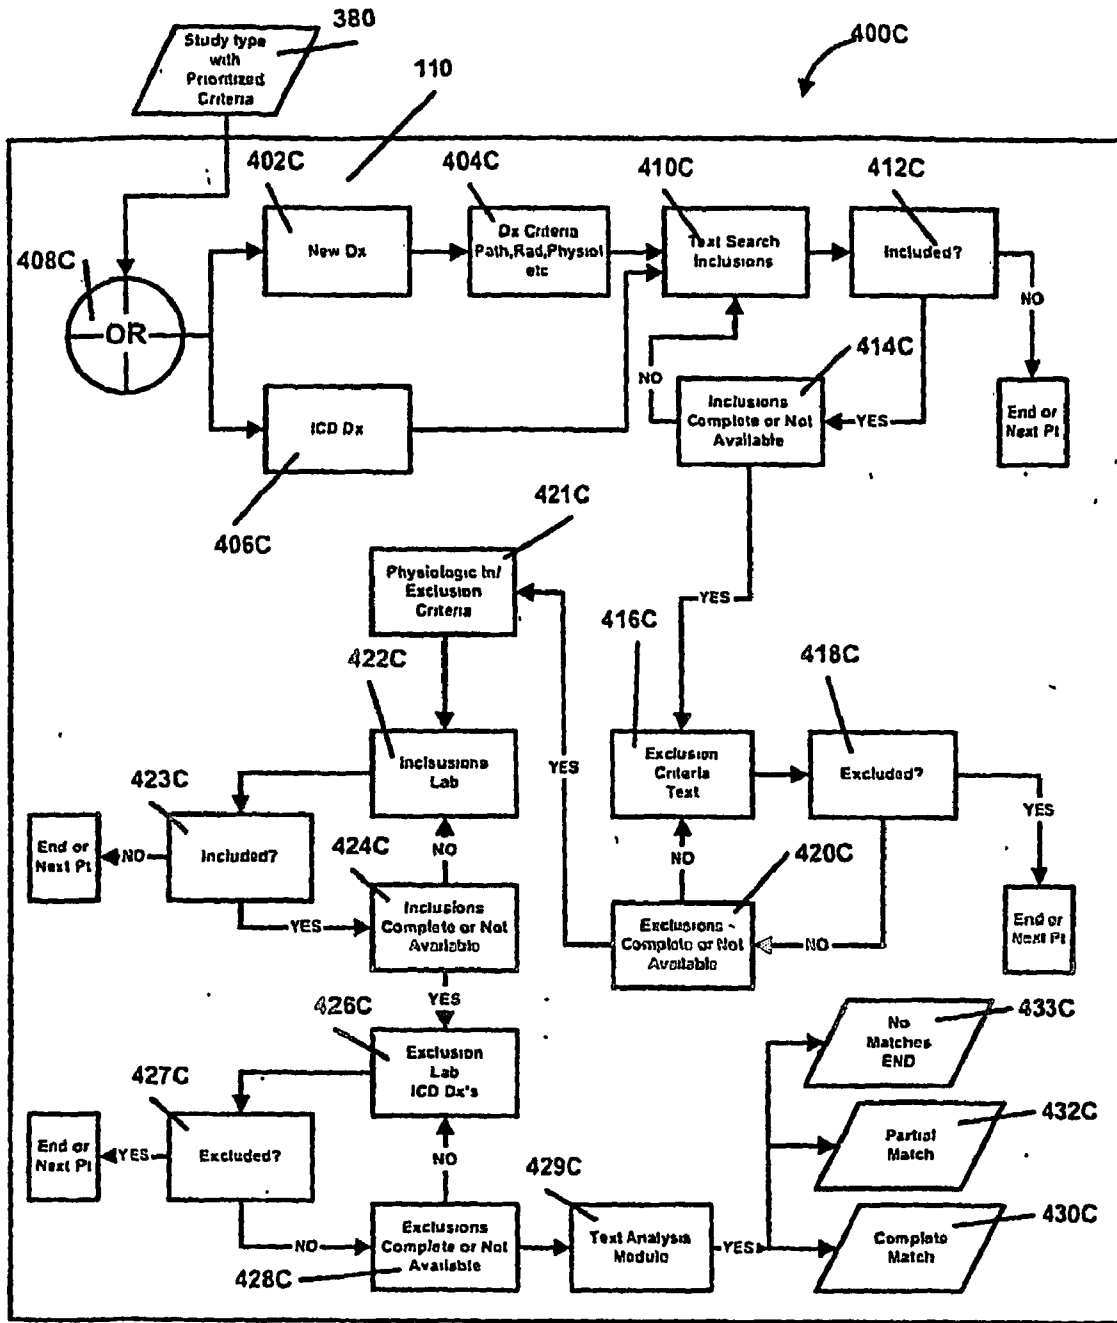 380
Study type
with
Prioritized
Criteria
400C
110
402C
404C
410C
412C
New Dx
Dx Criteria
Path,Rad,Physiol
etc
Text Search
Inclusions
Included?
408C
OR
NO
414C
NO
ICD Dx
Inclusions
Complete or Not
Available
YES
End or
Next Pt
406C
421C
Physiologic In/
Exclusion
Criteria
YES
416C
418C
422C
Inclsusions
Lab
YES
Exclusion
Criteria
Text
Excluded?
YES
423C
End or
Next Pt
NO
Included?
424C
NO
NO
420C
YES
Inclusions
Complete or Not
Available
Exclusions -
Complete or Not
Available
NO
End or
Next Pt
YES
426C
433C
No
Matches
END
Exclusion
Lab
ICD Dx's
427C
432C
Partial
Match
End or
Next Pt
YES
Excluded?
NO
429C
430C
NO
Exclusions
Complete or Not
Available
428C
Text Analysis
Module
YES
Complete
Match